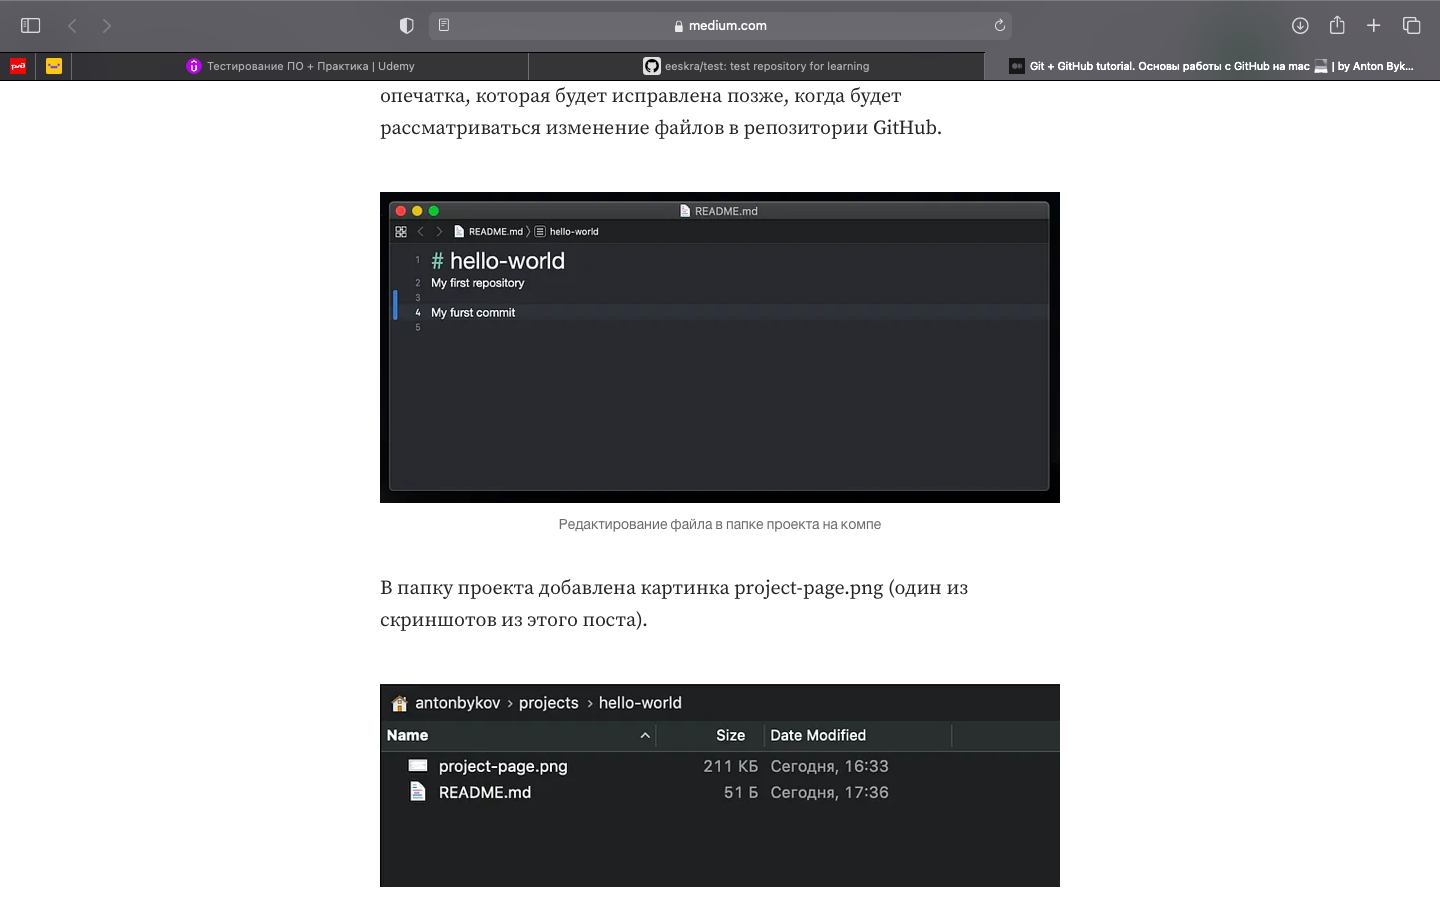 medium.com
ржд
Тестирование ПО + Практика | Udemy
eeskra/test: test repository for learning
Git + GitHub tutorial. Основы работы с GitHub на mac 💻 | by Anton Byk...
опечатка, которая будет исправлена позже, когда будет
рассматриваться изменение файлов в репозитории GitHub.
README.md
README.md 〉 hello-world
1 # hello-world
2 My first repository
3
4 My furst commit
5
Редактирование файла в папке проекта на компе
В папку проекта добавлена картинка project-page.png (один из
скриншотов из этого поста).
antonbykov › projects › hello-world
Name Size Date Modified
project-page.png 211 КБ Сегодня, 16:33
README.md 51 Б Сегодня, 17:36